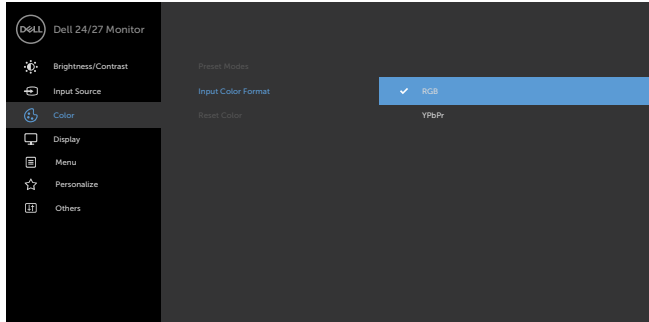 DELL
Dell 24/27 Monitor
Brightness/Contrast
Input Source
Color
Display
Menu
Personalize
Others
Preset Modes
Input Color Format
Reset Color
RGB
YPbPr